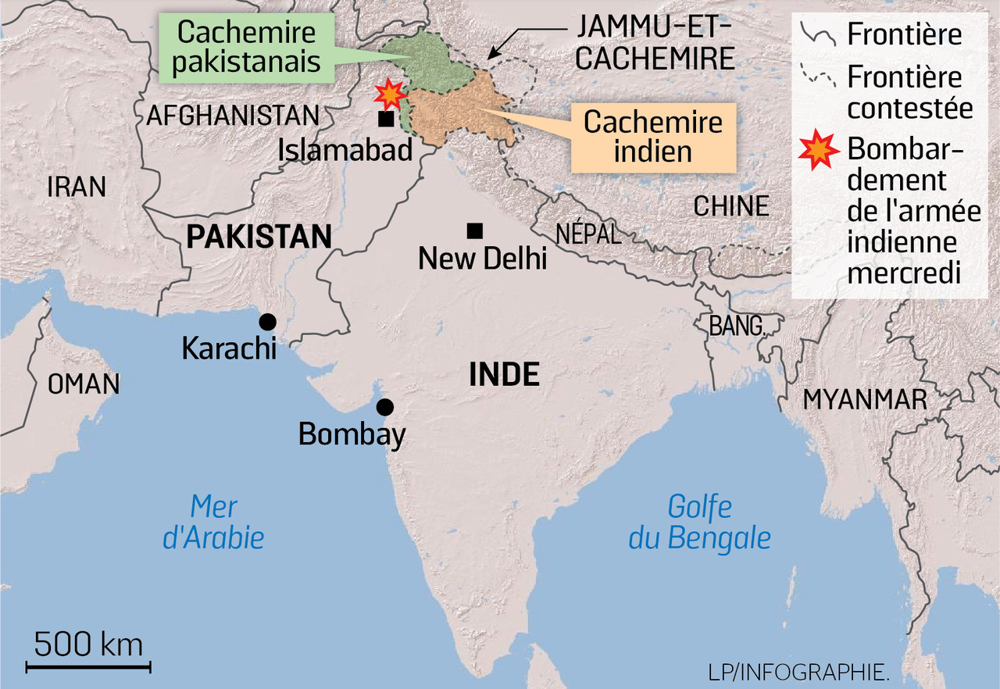 Cachemire
pakistanais
JAMMU-ET-
CACHEMIRE
Frontière
Frontière
contestée
Bombar-
dement
de l'armée
indienne
mercredi
AFGHANISTAN
Islamabad
Cachemire
indien
IRAN
CHINE
PAKISTAN
NÉPAL
New Delhi
Karachi
BANG.
INDE
OMAN
MYANMAR
Bombay
Mer
d'Arabie
Golfe
du Bengale
500 km
LP/INFOGRAPHIE.